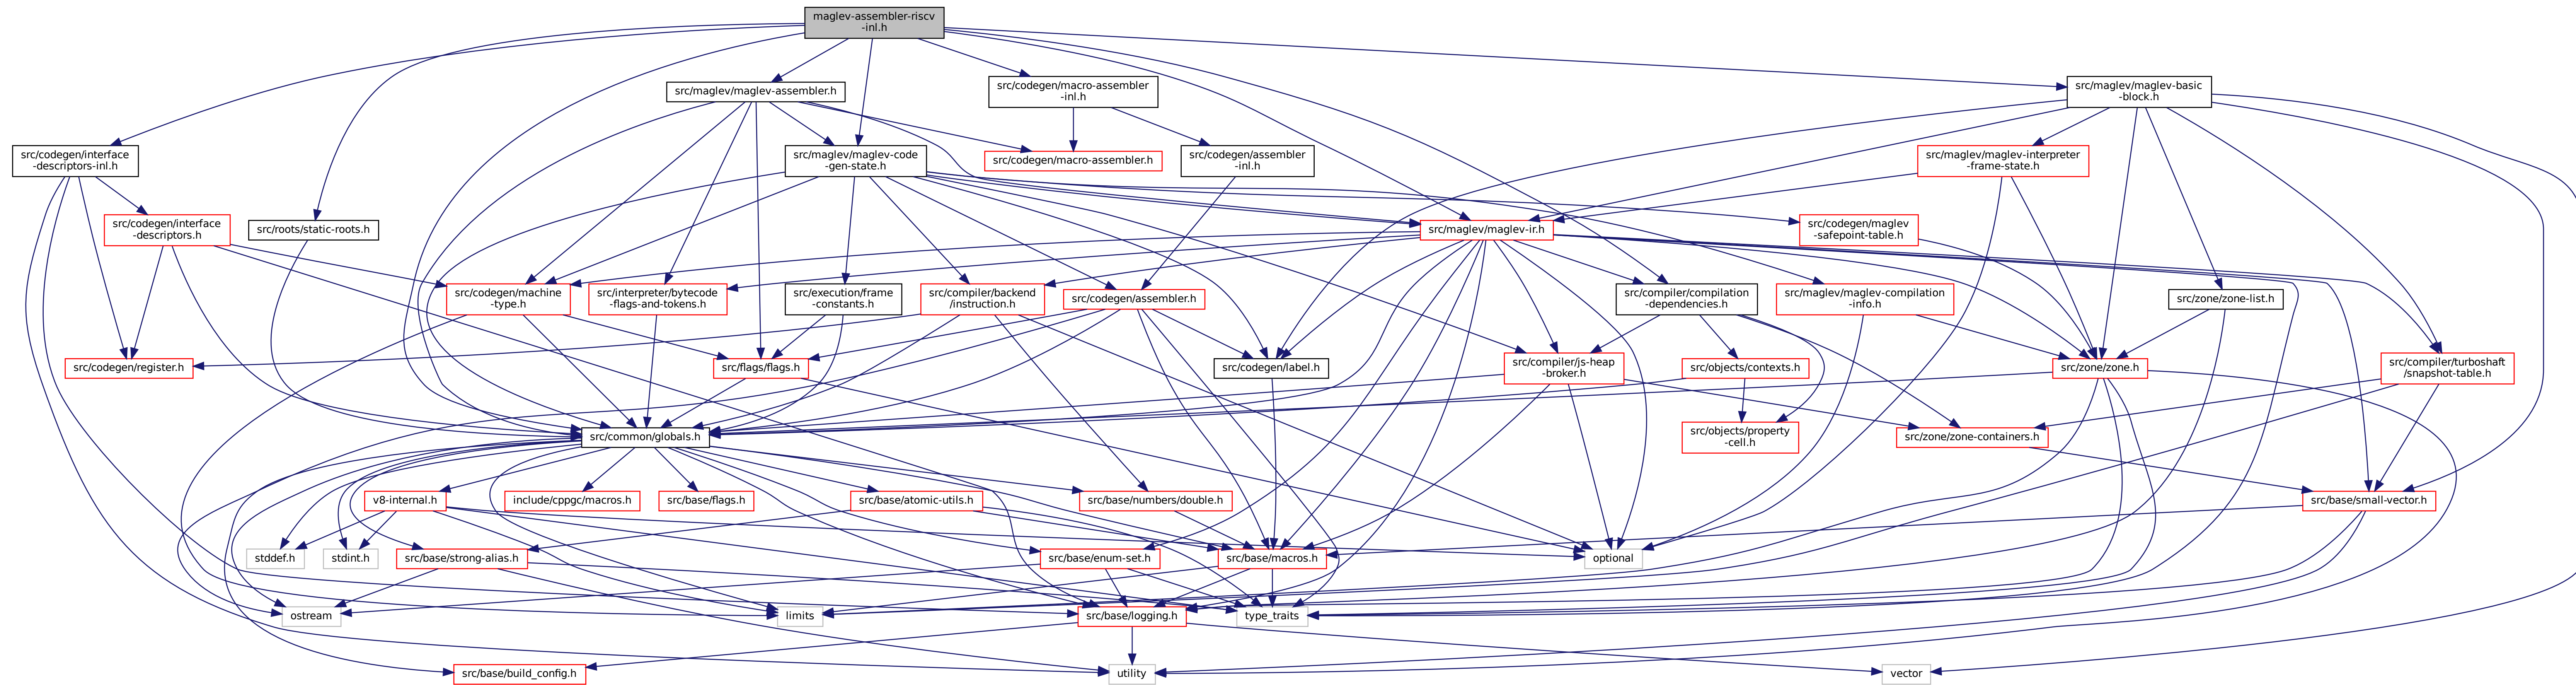 maglev-assembler-riscv
-inl.h
src/maglev/maglev-assembler.h
src/codegen/macro-assembler
-inl.h
src/maglev/maglev-basic
-block.h
src/codegen/interface
-descriptors-inl.h
src/maglev/maglev-code
-gen-state.h
src/codegen/macro-assembler.h
src/codegen/assembler
-inl.h
src/maglev/maglev-interpreter
-frame-state.h
src/codegen/interface
-descriptors.h
src/roots/static-roots.h
src/maglev/maglev-ir.h
src/codegen/maglev
-safepoint-table.h
src/codegen/machine
-type.h
src/interpreter/bytecode
-flags-and-tokens.h
src/execution/frame
-constants.h
src/compiler/backend
/instruction.h
src/codegen/assembler.h
src/compiler/compilation
-dependencies.h
src/maglev/maglev-compilation
-info.h
src/zone/zone-list.h
src/codegen/register.h
src/flags/flags.h
src/codegen/label.h
src/compiler/js-heap
-broker.h
src/objects/contexts.h
src/zone/zone.h
src/compiler/turboshaft
/snapshot-table.h
src/common/globals.h
src/objects/property
-cell.h
src/zone/zone-containers.h
v8-internal.h
include/cppgc/macros.h
src/base/flags.h
src/base/atomic-utils.h
src/base/numbers/double.h
src/base/small-vector.h
stddef.h
stdint.h
src/base/strong-alias.h
src/base/enum-set.h
src/base/macros.h
optional
ostream
limits
src/base/logging.h
type_traits
src/base/build_config.h
utility
vector